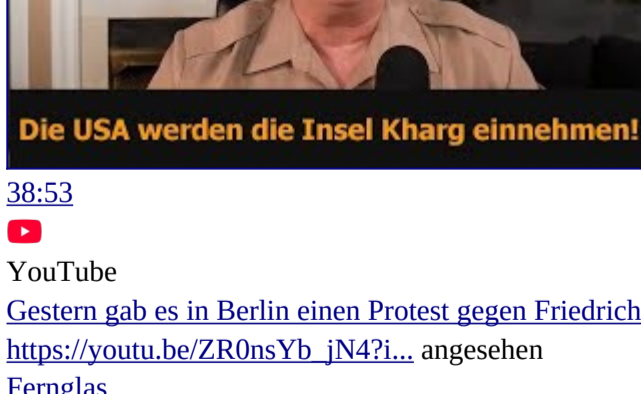 Die USA werden die Insel Kharg einnehmen!
38:53
YouTube
Gestern gab es in Berlin einen Protest gegen Friedrich
https://youtu.be/ZR0nsYb_jN4?i... angesehen
Fernglas